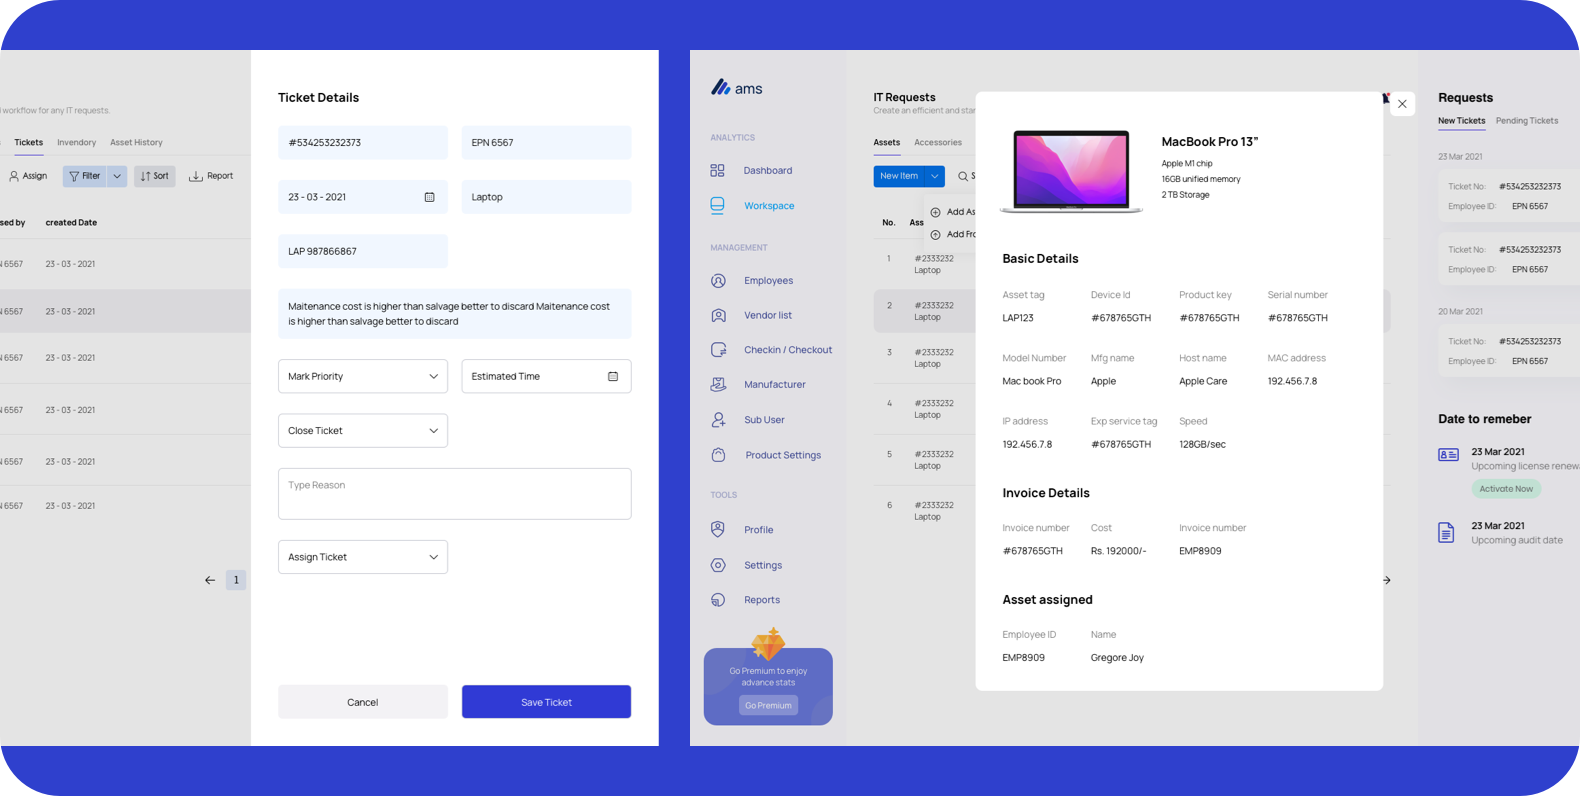 workflow for any IT requests.
Tickets Inventory Asset History
Assign Filter Sort Report
sed by created Date
6567 23 - 03 - 2021
6567 23 - 03 - 2021
6567 23 - 03 - 2021
6567 23 - 03 - 2021
6567 23 - 03 - 2021
6567 23 - 03 - 2021
1
Ticket Details
#534253232373 EPN 6567
23 - 03 - 2021 Laptop
LAP 987866867
Maitenance cost is higher than salvage better to discard Maitenance cost
is higher than salvage better to discard
Mark Priority Estimated Time
Close Ticket
Type Reason
Assign Ticket
Cancel Save Ticket
ams
ANALYTICS
Dashboard
Workspace
MANAGEMENT
Employees
Vendor list
Checkin / Checkout
Manufacturer
Sub User
Product Settings
TOOLS
Profile
Settings
Reports
Go Premium to enjoy
advance stats
Go Premium
IT Requests
Create an efficient and star
Assets Accessories
New Item S
Add As
Add Fro
No. Ass
1 #2333232
Laptop
2 #2333232
Laptop
3 #2333232
Laptop
4 #2333232
Laptop
5 #2333232
Laptop
6 #2333232
Laptop
MacBook Pro 13”
Apple M1 chip
16GB unified memory
2 TB Storage
Basic Details
Asset tag Device Id Product key Serial number
LAP123 #678765GTH #678765GTH #678765GTH
Model Number Mfg name Host name MAC address
Mac book Pro Apple Apple Care 192.456.7.8
IP address Exp service tag Speed
192.456.7.8 #678765GTH 128GB/sec
Invoice Details
Invoice number Cost Invoice number
#678765GTH Rs. 192000/- EMP8909
Asset assigned
Employee ID Name
EMP8909 Gregore Joy
Requests
New Tickets Pending Tickets
23 Mar 2021
Ticket No: #534253232373
Employee ID: EPN 6567
Ticket No: #534253232373
Employee ID: EPN 6567
20 Mar 2021
Ticket No: #534253232373
Employee ID: EPN 6567
Date to remeber
23 Mar 2021
Upcoming license renewa
Activate Now
23 Mar 2021
Upcoming audit date